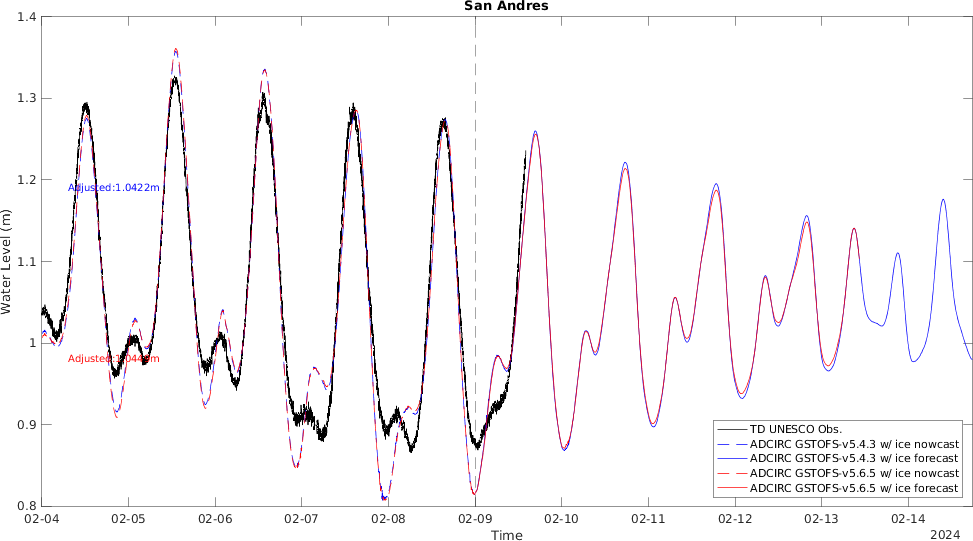 San Andres
Water Level (m)
1.4
1.3
1.2
1.1
1
0.9
0.8
Adjusted:1.0422m
TD UNESCO Obs.
ADCIRC GSTOFS-v5.4.3 w/ ice nowcast
ADCIRC GSTOFS-v5.4.3 w/ ice forecast
ADCIRC GSTOFS-v5.6.5 w/ ice nowcast
ADCIRC GSTOFS-v5.6.5 w/ ice forecast
02-04 02-05 02-06 02-07 02-08 02-09 02-10 02-11 02-12 02-13 02-14
Time
2024